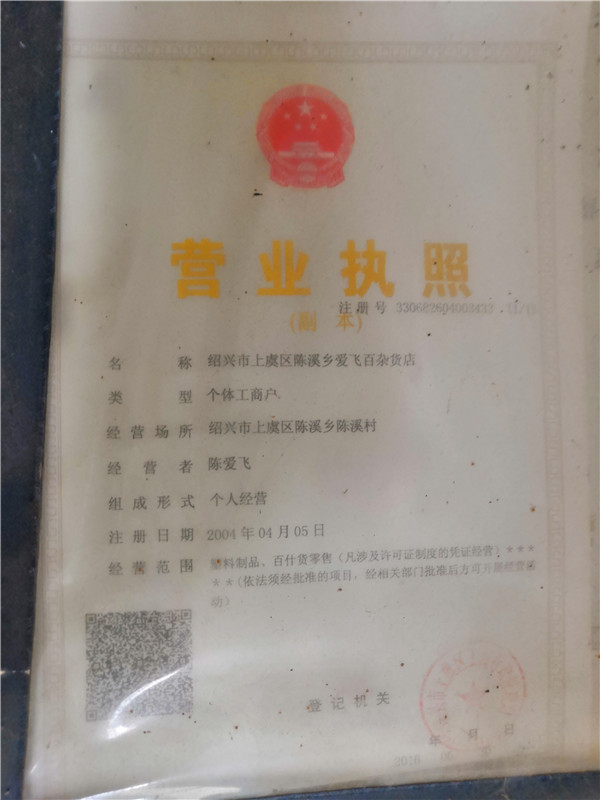 营业执照
(副本)
注册号 330682604003433
名称 绍兴市上虞区陈溪乡爱飞百杂货店
类型 个体工商户
经营场所 绍兴市上虞区陈溪乡陈溪村
经营者 陈爱飞
组成形式 个人经营
注册日期 2004年04月05日
经营范围 塑料制品、百什货零售（凡涉及许可证制度的凭证经营）****
**(依法须经批准的项目，经相关部门批准后方可开展经营活
动)
登记机关
年 月 日
2016